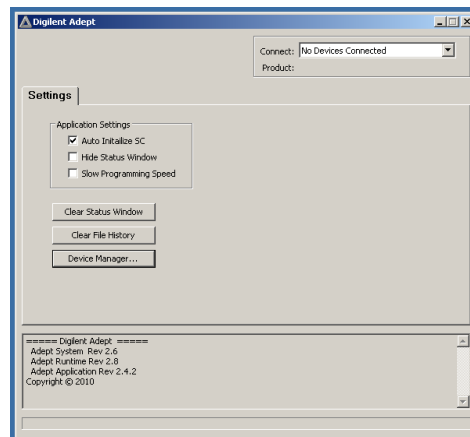 Digilent Adept
Connect: No Devices Connected
Product:
Settings
Application Settings
Auto Initailize SC
Hide Status Window
Slow Programming Speed
Clear Status Window
Clear File History
Device Manager...
===== Digilent Adept =====
Adept System Rev 2.6
Adept Runtime Rev 2.8
Adept Application Rev 2.4.2
Copyright © 2010